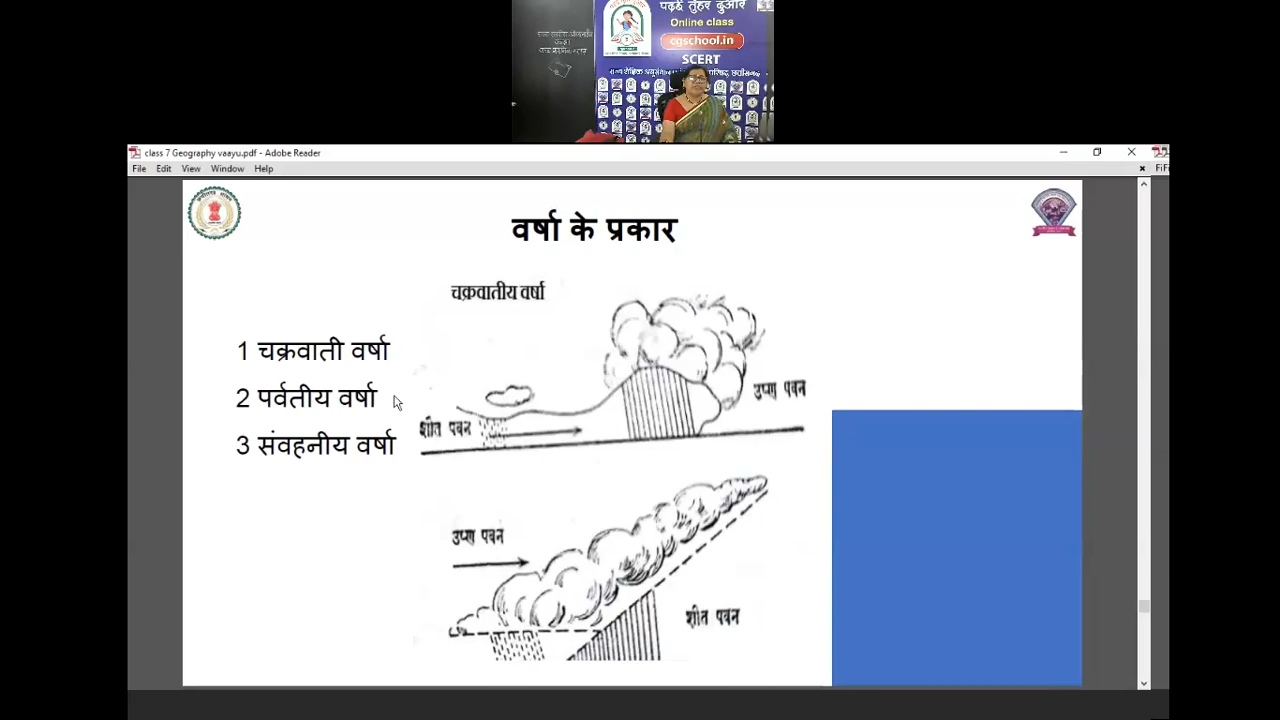 पढ़ई तुंहर दुआर
Online class
cgschool.in
SCERT
class 7 Geography vaayu.pdf - Adobe Reader
File Edit View Window Help
वर्षा के प्रकार
चक्रवातीय वर्षा
1 चक्रवाती वर्षा
2 पर्वतीय वर्षा
3 संवहनीय वर्षा
उष्ण पवन
शीत पवन
उष्ण पवन
शीत पवन